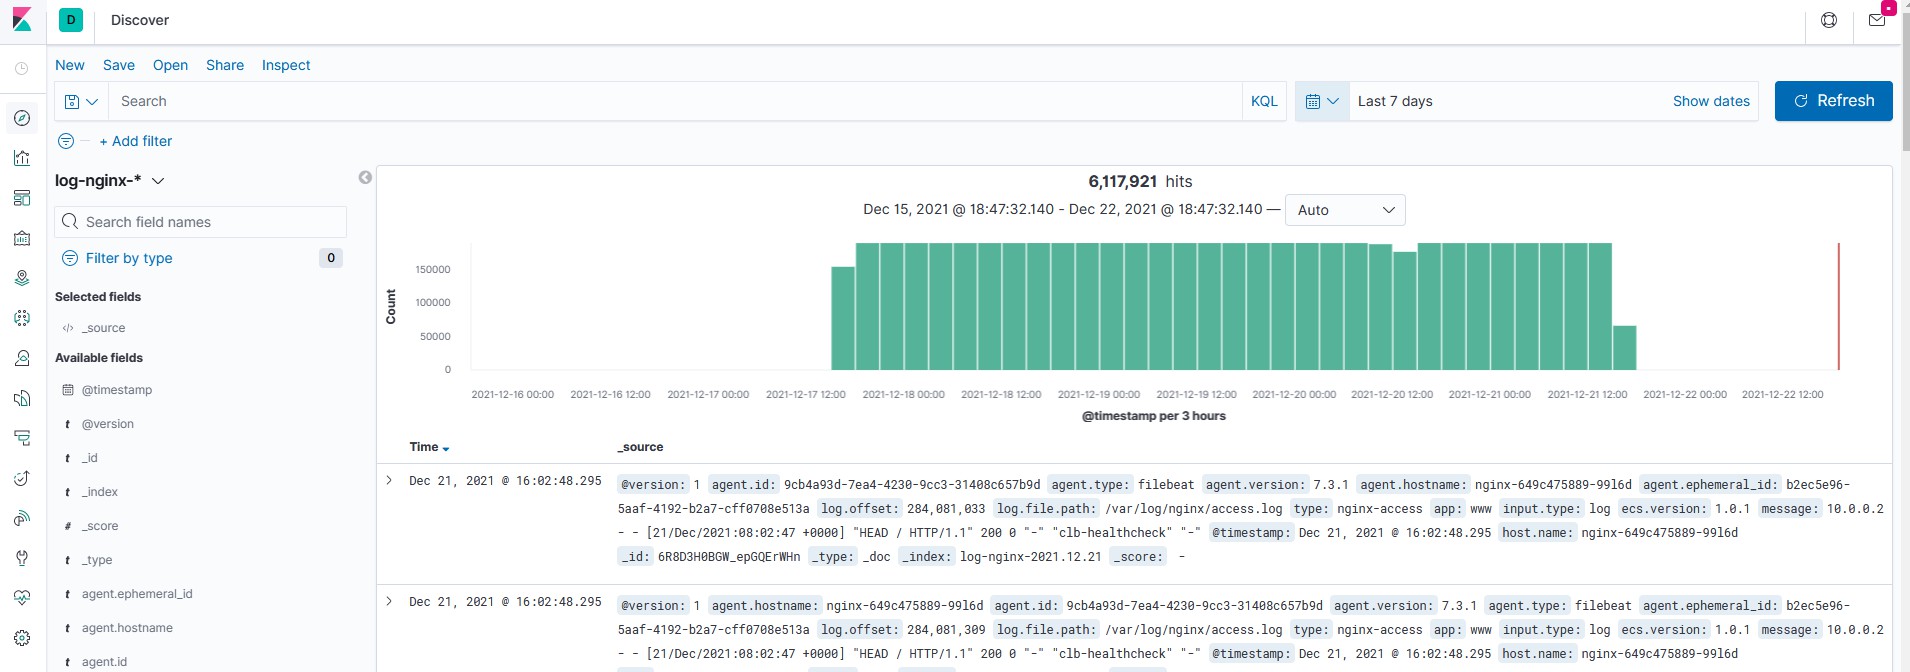 D Discover
New Save Open Share Inspect
Search KQL Last 7 days Show dates Refresh
+ Add filter
log-nginx-*
Search field names
Filter by type 0
Selected fields
_source
Available fields
@timestamp
@version
_id
_index
_score
_type
agent.ephemeral_id
agent.hostname
agent.id
6,117,921 hits
Dec 15, 2021 @ 18:47:32.140 - Dec 22, 2021 @ 18:47:32.140 — Auto
Count
150000
100000
50000
0
2021-12-16 00:00 2021-12-16 12:00 2021-12-17 00:00 2021-12-17 12:00 2021-12-18 00:00 2021-12-18 12:00 2021-12-19 00:00 2021-12-19 12:00 2021-12-20 00:00 2021-12-20 12:00 2021-12-21 00:00 2021-12-21 12:00 2021-12-22 00:00 2021-12-22 12:00
@timestamp per 3 hours
Time _source
Dec 21, 2021 @ 16:02:48.295 @version: 1 agent.id: 9cb4a93d-7ea4-4230-9cc3-31408c657b9d agent.type: filebeat agent.version: 7.3.1 agent.hostname: nginx-649c475889-99l6d agent.ephemeral_id: b2ec5e96-
5aaf-4192-b2a7-cff0708e513a log.offset: 284,081,033 log.file.path: /var/log/nginx/access.log type: nginx-access app: www input.type: log ecs.version: 1.0.1 message: 10.0.0.2
- - [21/Dec/2021:08:02:47 +0000] "HEAD / HTTP/1.1" 200 0 "-" "clb-healthcheck" "-" @timestamp: Dec 21, 2021 @ 16:02:48.295 host.name: nginx-649c475889-99l6d
_id: 6R8D3H0BGW_epGQErWHn _type: _doc _index: log-nginx-2021.12.21 _score: -
Dec 21, 2021 @ 16:02:48.295 @version: 1 agent.hostname: nginx-649c475889-99l6d agent.id: 9cb4a93d-7ea4-4230-9cc3-31408c657b9d agent.version: 7.3.1 agent.type: filebeat agent.ephemeral_id: b2ec5e96-
5aaf-4192-b2a7-cff0708e513a log.offset: 284,081,309 log.file.path: /var/log/nginx/access.log type: nginx-access app: www input.type: log ecs.version: 1.0.1 message: 10.0.0.2
- - [21/Dec/2021:08:02:47 +0000] "HEAD / HTTP/1.1" 200 0 "-" "clb-healthcheck" "-" @timestamp: Dec 21, 2021 @ 16:02:48.295 host.name: nginx-649c475889-99l6d